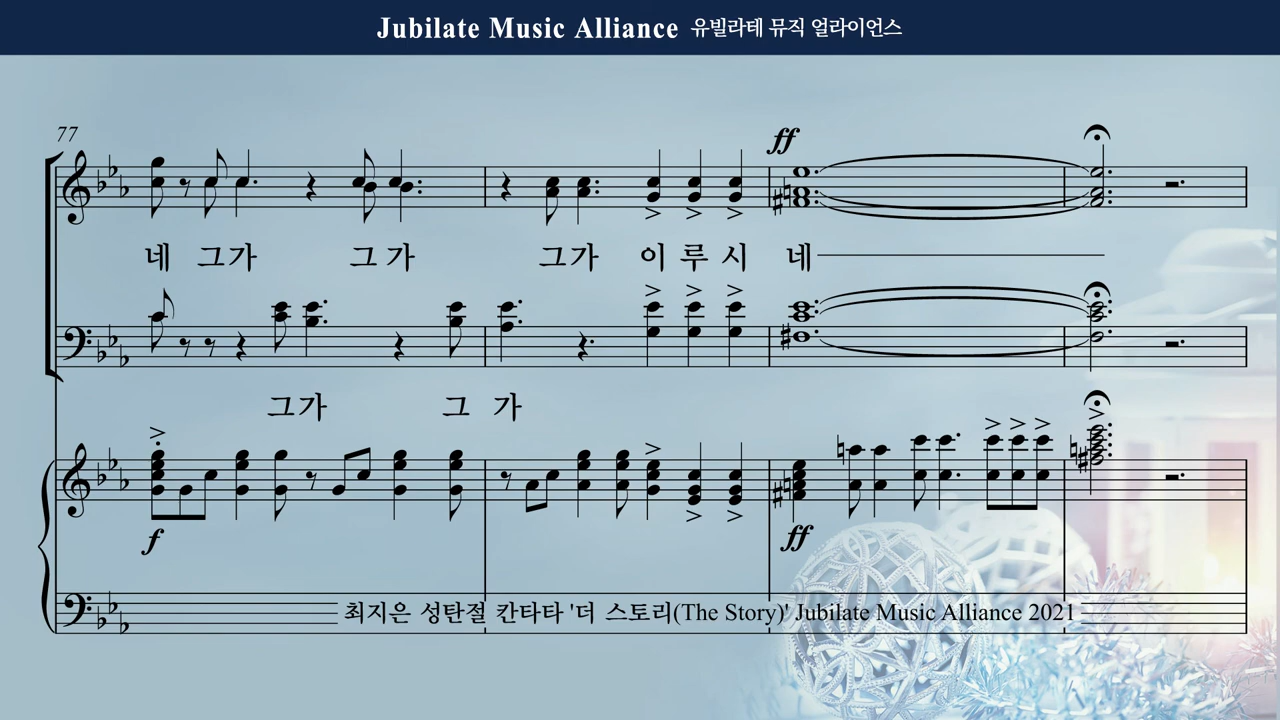 Jubilate Music Alliance 유빌라테 뮤직 얼라이언스
77
ff
네 그가 그가 그가 이루시 네
그가 그 가
f ff
최지은 성탄절 칸타타 '더 스토리(The Story)' Jubilate Music Alliance 2021